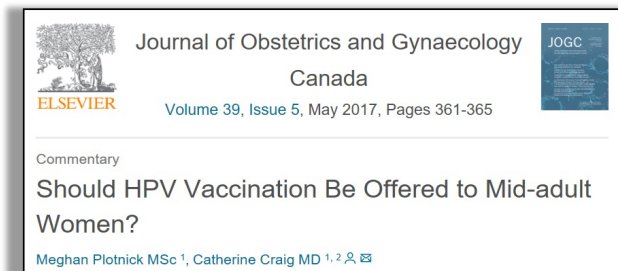 Journal of Obstetrics and Gynaecology
Canada
JOGC
ELSEVIER
Volume 39, Issue 5, May 2017, Pages 361-365
Commentary
Should HPV Vaccination Be Offered to Mid-adult
Women?
Meghan Plotnick MSc ¹, Catherine Craig MD ¹, ²